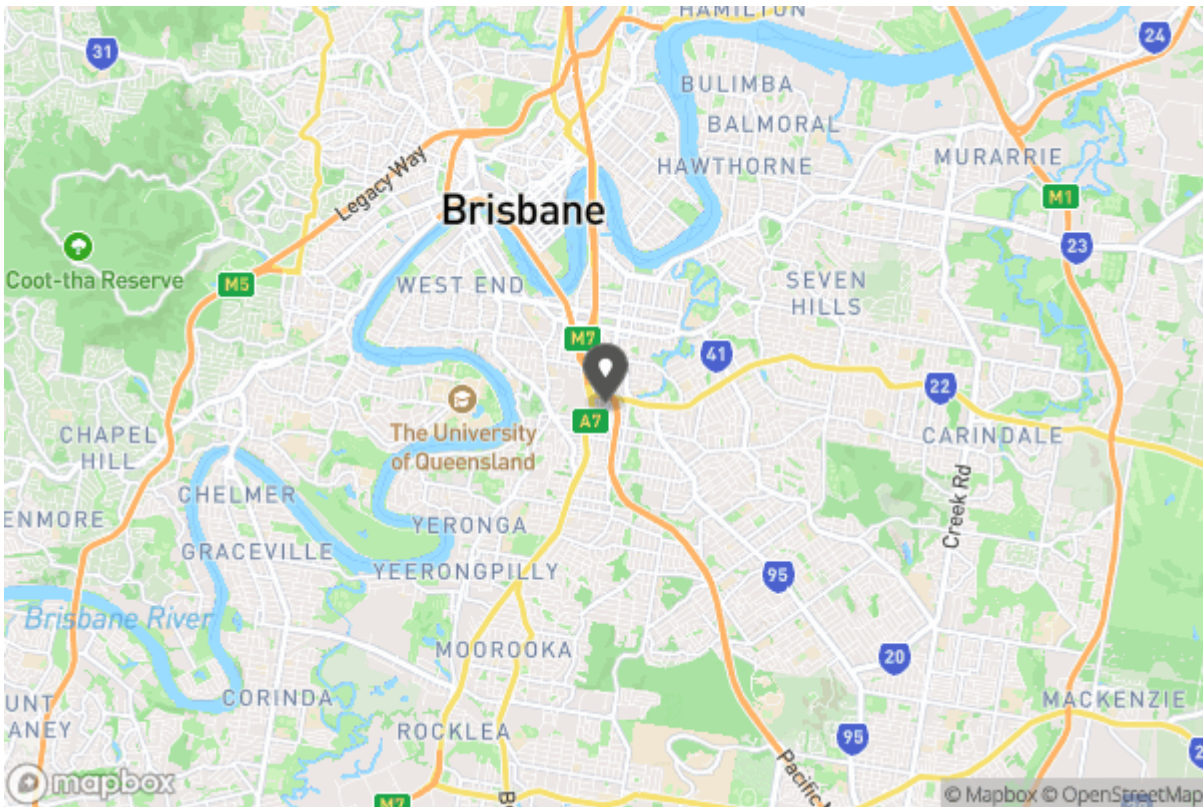 HAMILTON
31
24
BULIMBA
BALMORAL
Legacy Way
MURARRIE
HAWTHORNE
M1
Brisbane
23
Coot-tha Reserve
M5
WEST END
SEVEN
HILLS
M7
41
22
A7
The University
of Queensland
CHAPEL
HILL
CARINDALE
CHELMER
Creek Rd
ENMORE
YERONGA
GRACEVILLE
YEERONGPILLY
95
Brisbane River
MOOROOKA
20
UNT
ANEY
CORINDA
MACKENZIE
ROCKLEA
95
Pacific
mapbox
M7
© Mapbox © OpenStreetMap